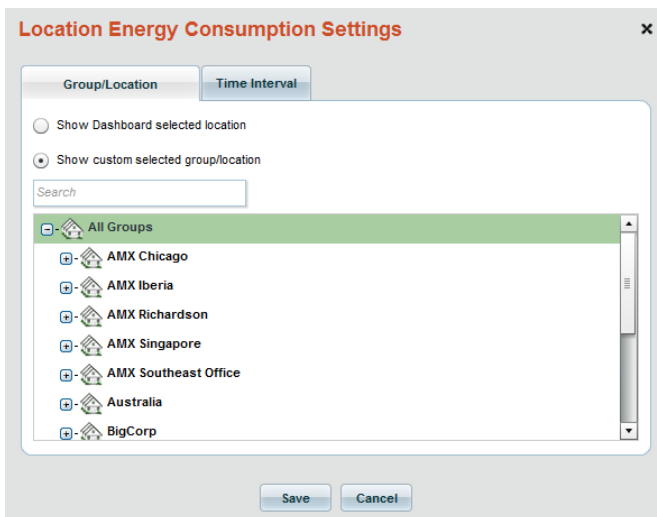 Location Energy Consumption Settings
Group/Location
Time Interval
Show Dashboard selected location
Show custom selected group/location
Search
All Groups
AMX Chicago
AMX Iberia
AMX Richardson
AMX Singapore
AMX Southeast Office
Australia
BigCorp
Save
Cancel